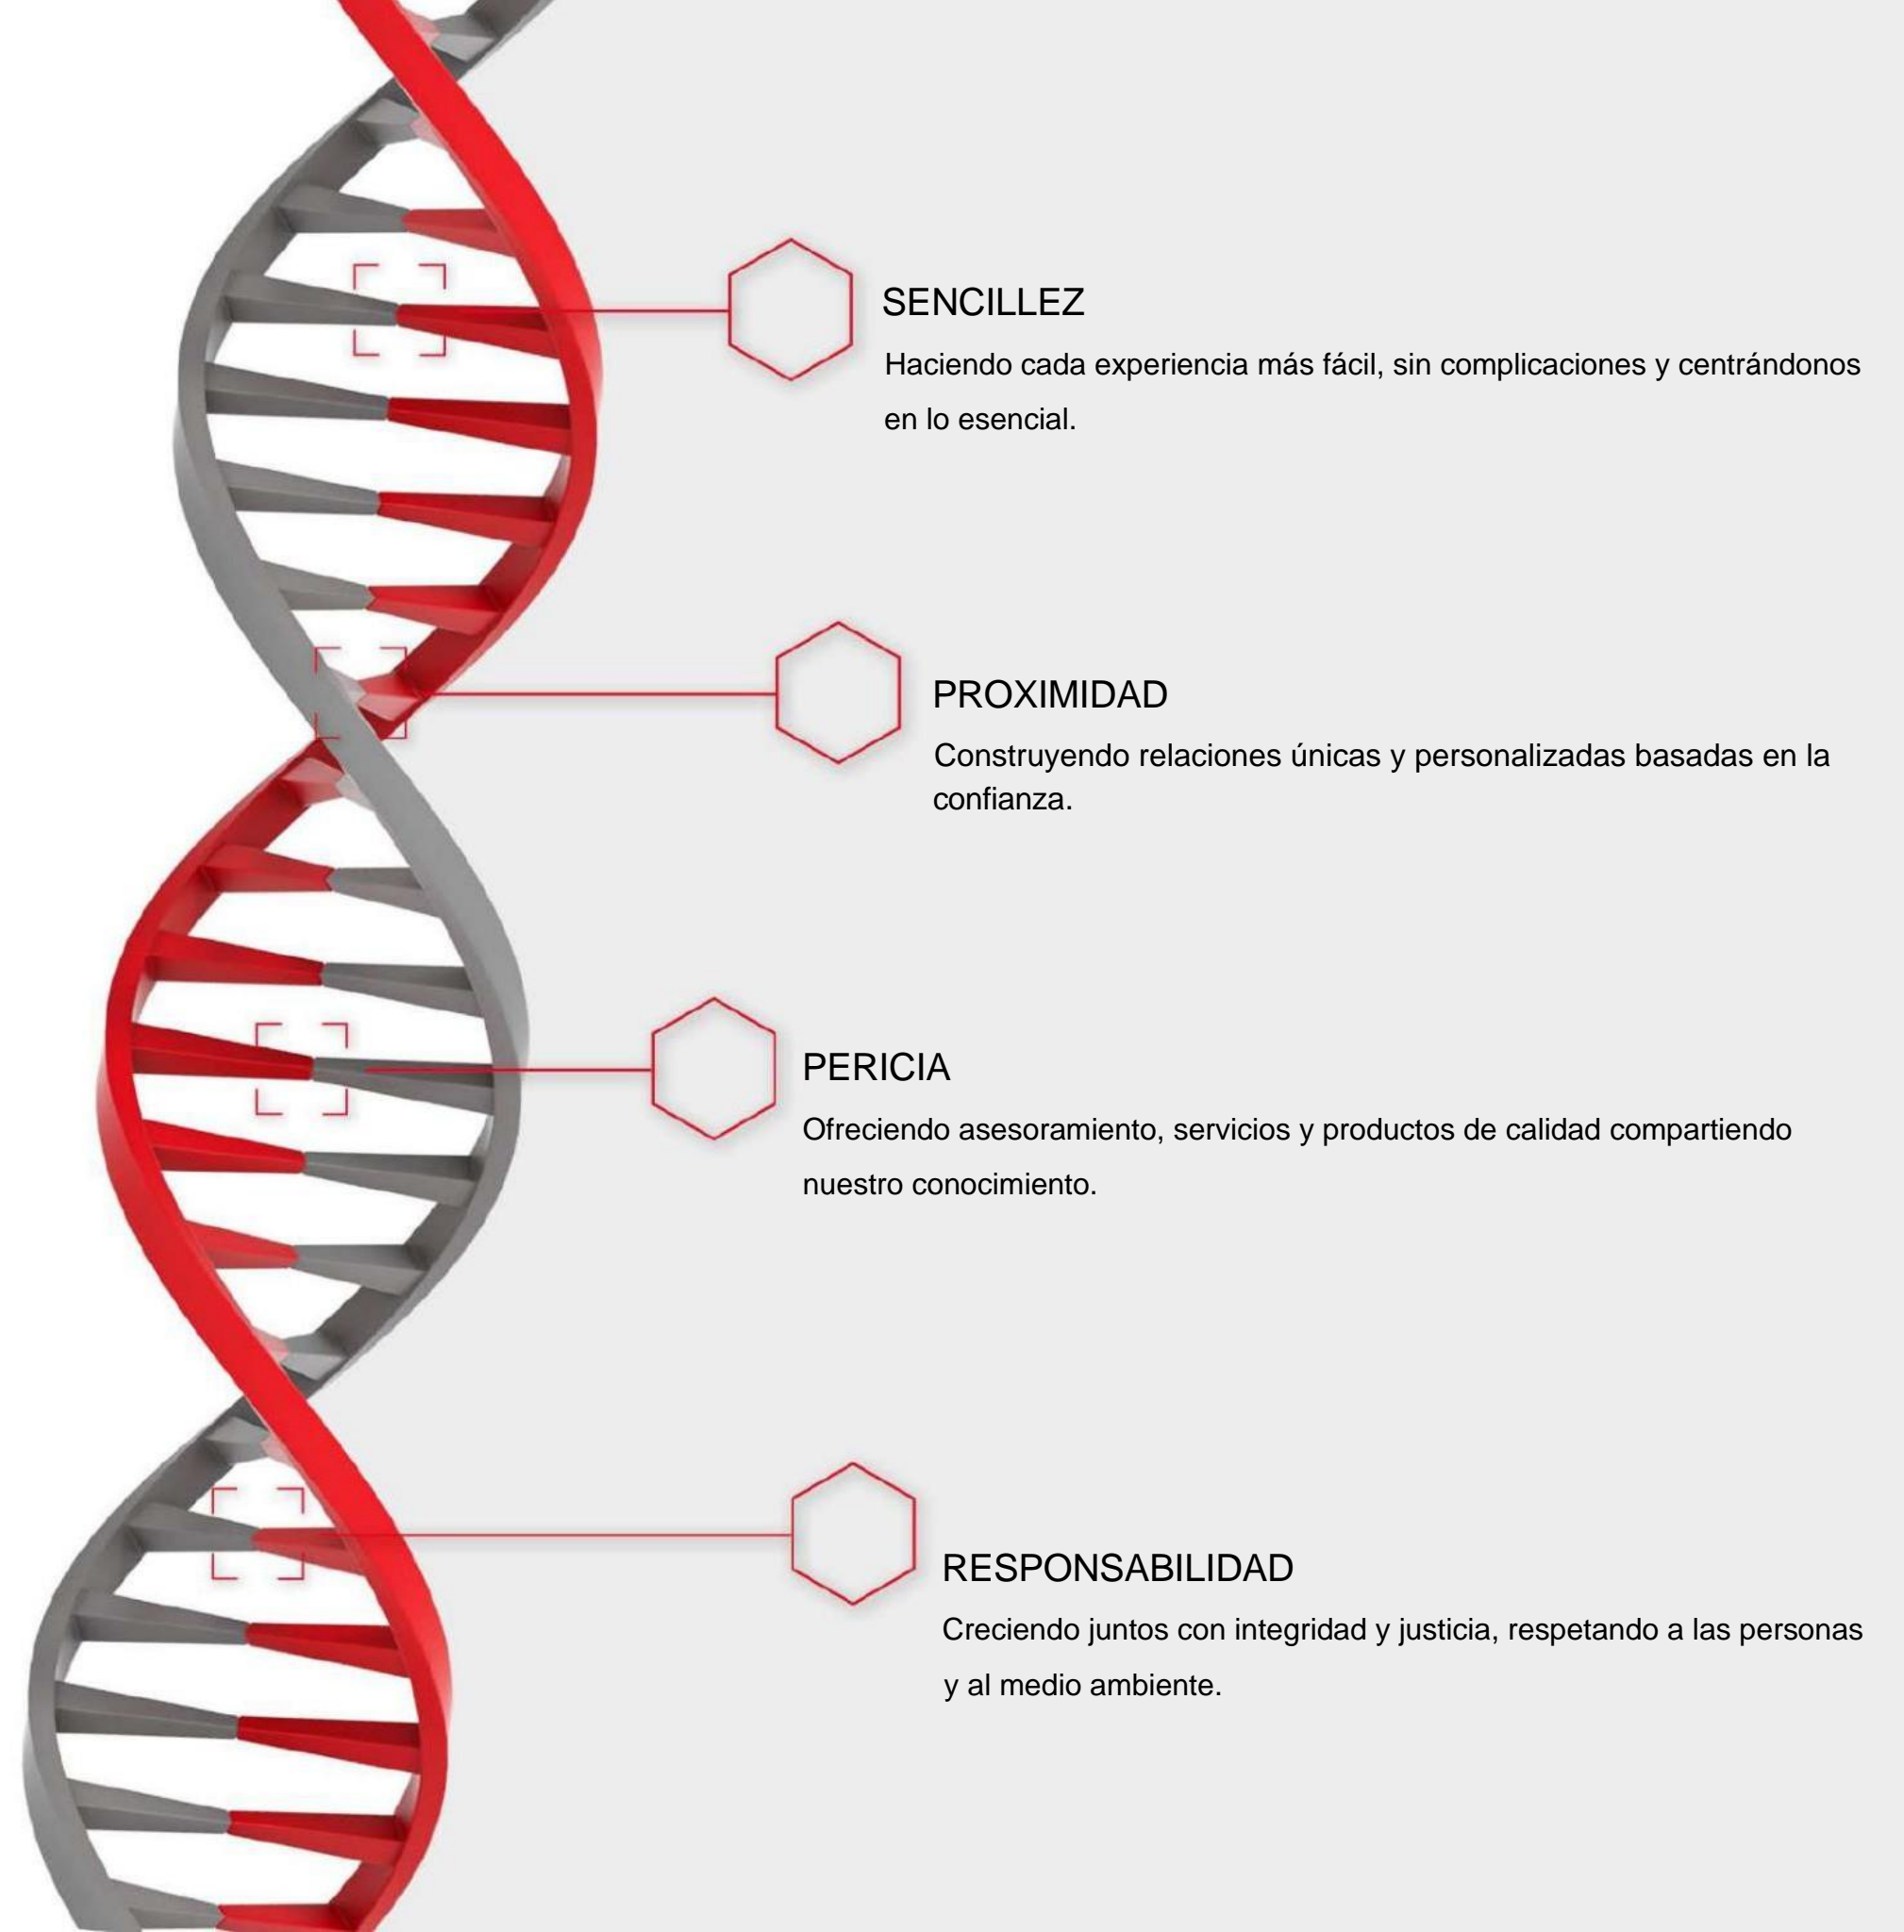 SENCILLEZ
Haciendo cada experiencia más fácil, sin complicaciones y centrándonos
en lo esencial.
PROXIMIDAD
Construyendo relaciones únicas y personalizadas basadas en la
confianza.
PERICIA
Ofreciendo asesoramiento, servicios y productos de calidad compartiendo
nuestro conocimiento.
RESPONSABILIDAD
Creciendo juntos con integridad y justicia, respetando a las personas
y al medio ambiente.